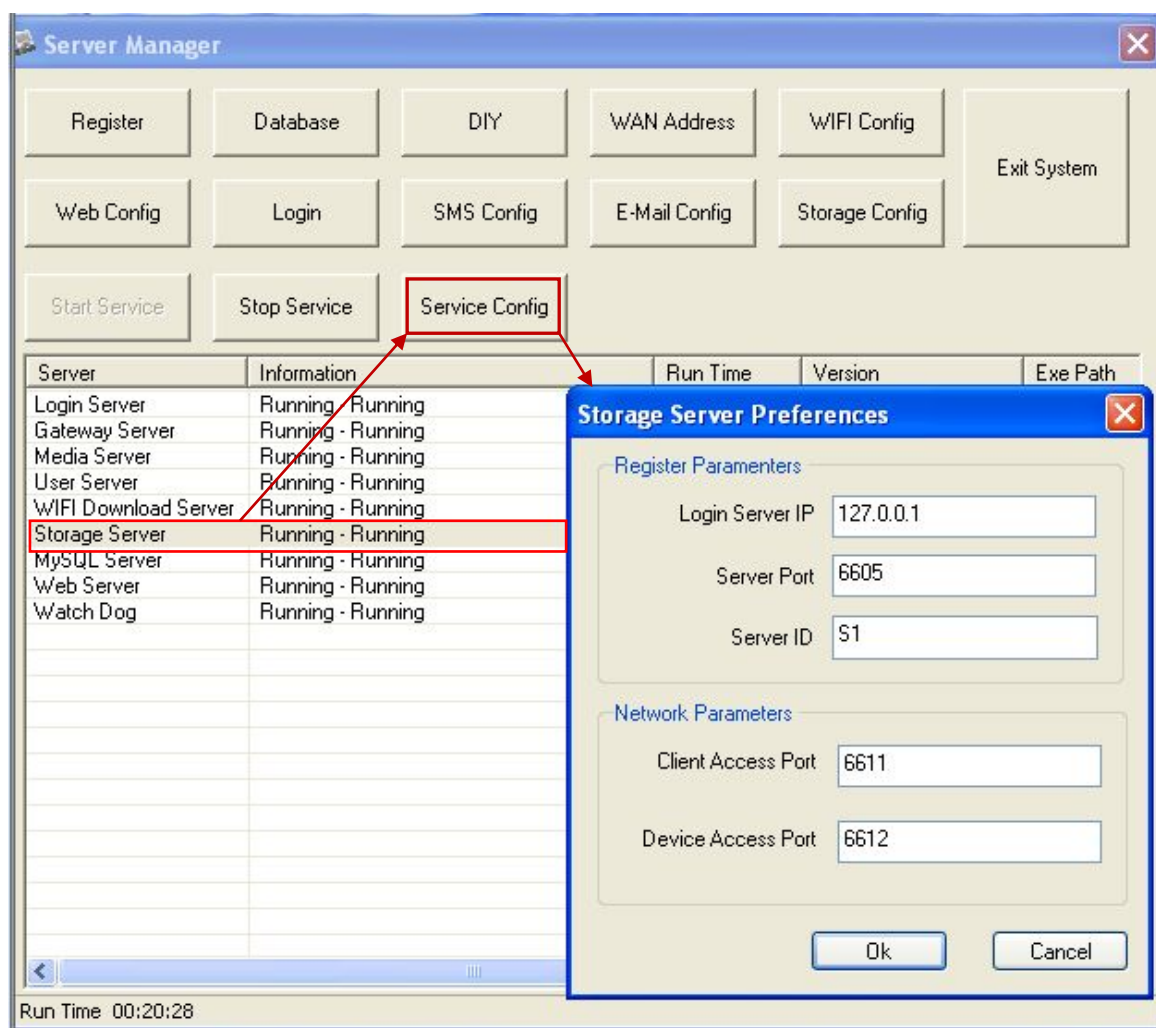 Server Manager
Register Database DIY WAN Address WIFI Config
Exit System
Web Config Login SMS Config E-Mail Config Storage Config
Start Service Stop Service Service Config
Server Information Run Time Version Exe Path
Login Server Running - Running
Gateway Server Running - Running
Media Server Running - Running
User Server Running - Running
WIFI Download Server Running - Running
Storage Server Running - Running
MySQL Server Running - Running
Web Server Running - Running
Watch Dog Running - Running
Storage Server Preferences
Register Paramenters
Login Server IP 127.0.0.1
Server Port 6605
Server ID S1
Network Parameters
Client Access Port 6611
Device Access Port 6612
Ok Cancel
Run Time 00:20:28